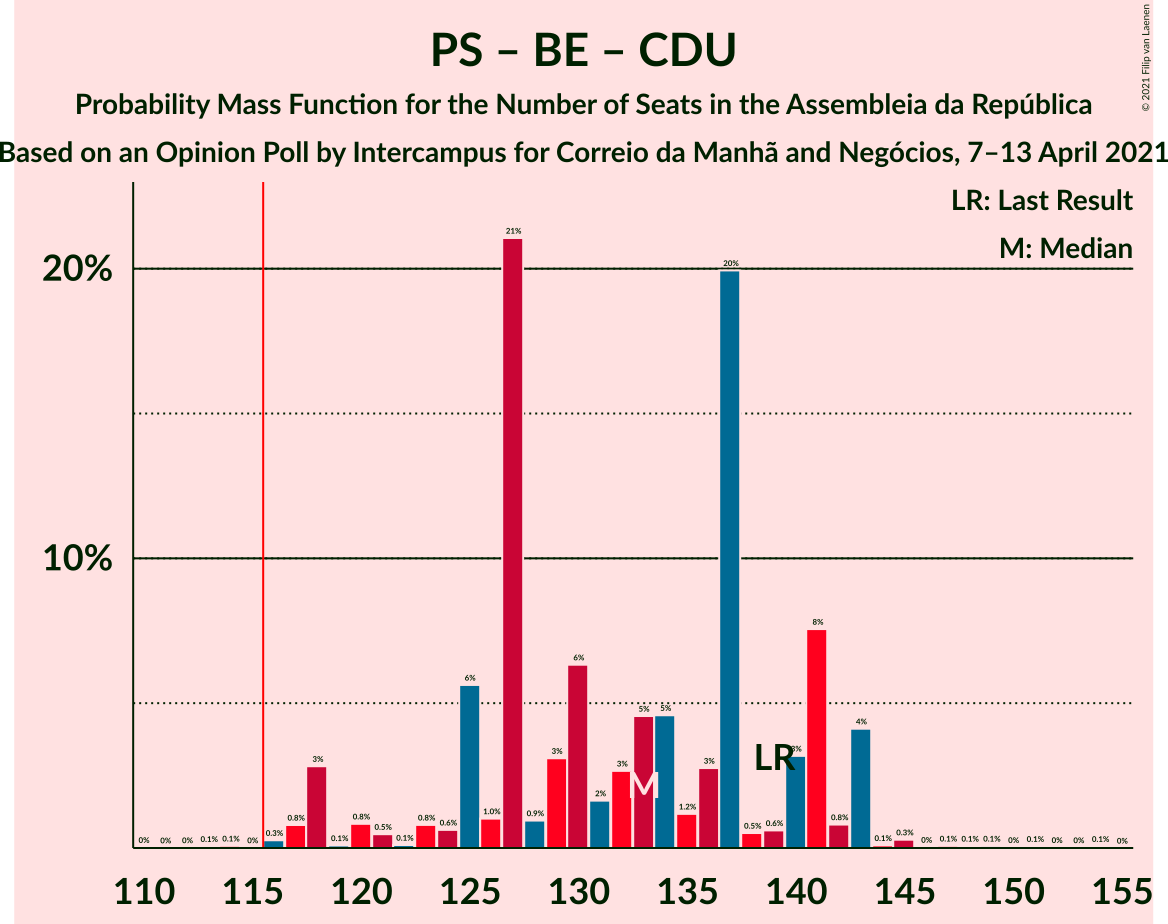 PS – BE – CDU
Probability Mass Function for the Number of Seats in the Assembleia da República
Based on an Opinion Poll by Intercampus for Correio da Manhã and Negócios, 7–13 April 2021
© 2021 Filip van Laenen
LR: Last Result
M: Median
20%
10%
0% 0% 0% 0.1% 0.1% 0% 0.3% 0.8% 3% 0.1% 0.8% 0.5% 0.1% 0.8% 0.6% 6% 1.0% 21% 0.9% 3% 6% 2% 3% 5% 5% 1.2% 3% 20% 0.5% 0.6% 3% 8% 0.8% 4% 0.1% 0.3% 0% 0.1% 0.1% 0.1% 0% 0.1% 0% 0% 0.1% 0%
M
LR
110 115 120 125 130 135 140 145 150 155